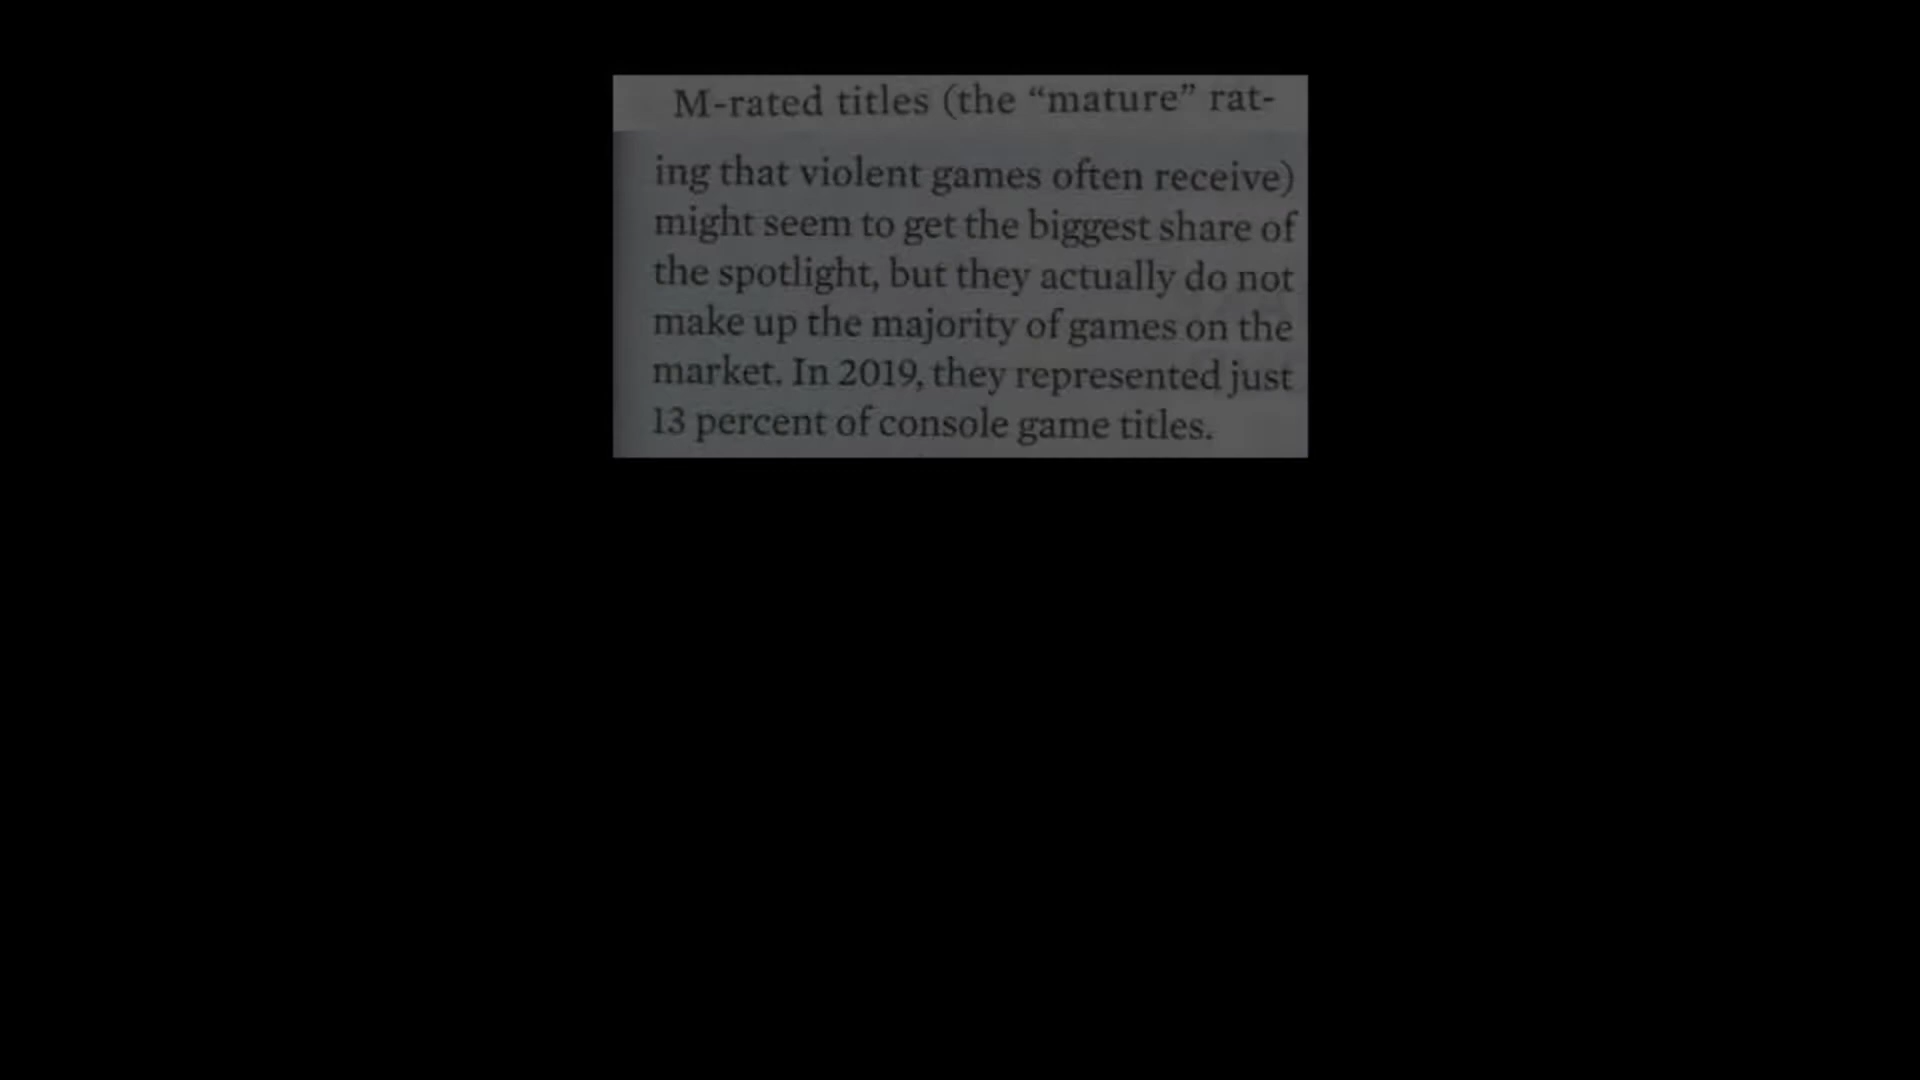 M-rated titles (the “mature” rat-
ing that violent games often receive)
might seem to get the biggest share of
the spotlight, but they actually do not
make up the majority of games on the
market. In 2019, they represented just
13 percent of console game titles.